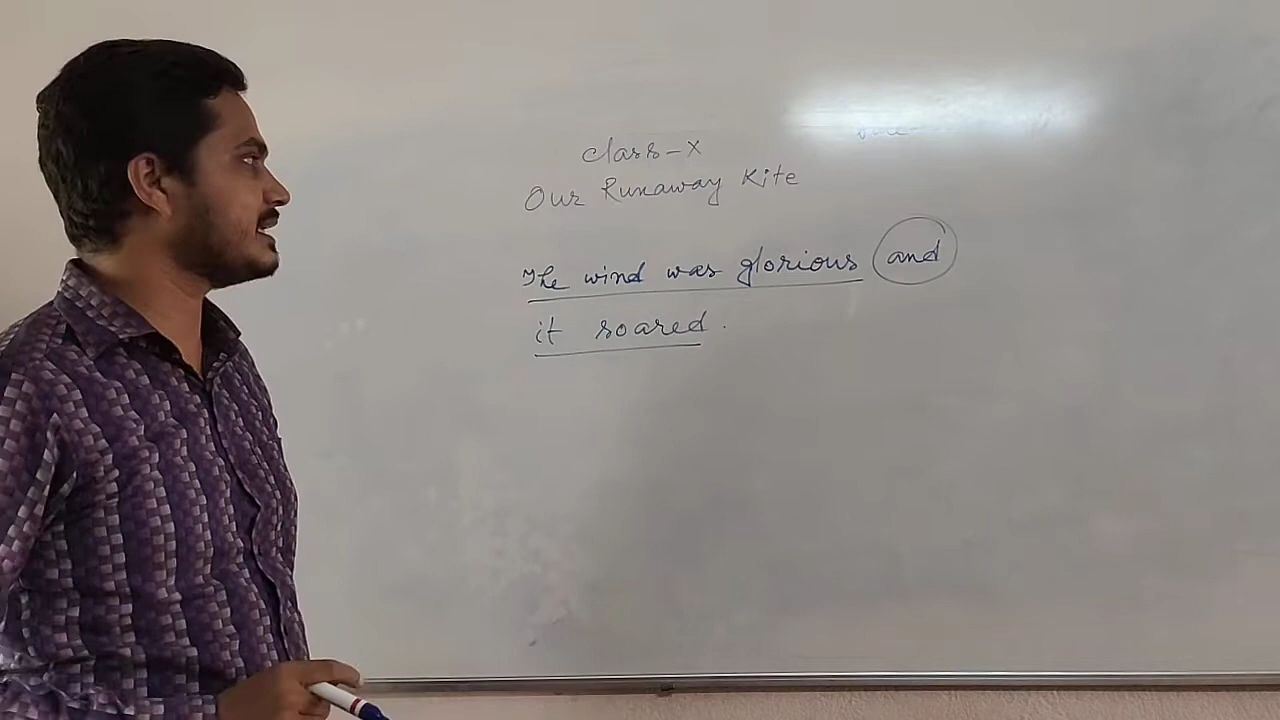 Class-X
Our Runaway Kite
The wind was glorious and
it soared.